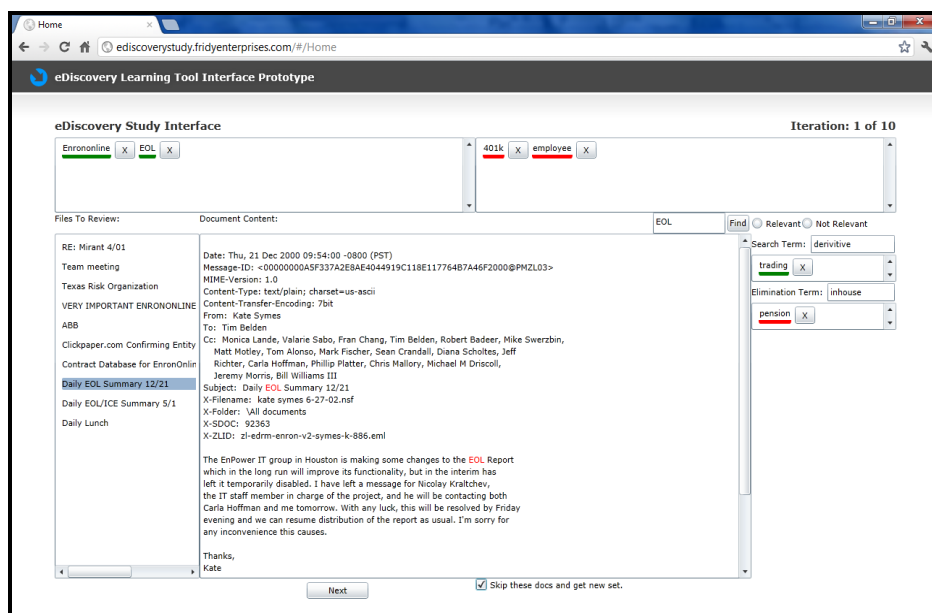 Home
ediscoverystudy.fridyenterprises.com/#/Home
eDiscovery Learning Tool Interface Prototype
eDiscovery Study Interface
Iteration: 1 of 10
Enrononline X EOL X
401k X employee X
Files To Review:
Document Content:
EOL
Find
Relevant
Not Relevant
RE: Mirant 4/01
Team meeting
Texas Risk Organization
VERY IMPORTANT ENRONONLINE
ABB
Clickpaper.com Confirming Entity
Contract Database for EnronOnlin
Daily EOL Summary 12/21
Daily EOL/ICE Summary 5/1
Daily Lunch
Date: Thu, 21 Dec 2000 09:54:00 -0800 (PST)
Message-ID: <00000000A5F337A2E8AE4044919C118E117764B7A46F2000@PMZL03>
MIME-Version: 1.0
Content-Type: text/plain; charset=us-ascii
Content-Transfer-Encoding: 7bit
From: Kate Symes
To: Tim Belden
Cc: Monica Lande, Valarie Sabo, Fran Chang, Tim Belden, Robert Badeer, Mike Swerzbin,
Matt Motley, Tom Alonso, Mark Fischer, Sean Crandall, Diana Scholtes, Jeff
Richter, Carla Hoffman, Phillip Platter, Chris Mallory, Michael M Driscoll,
Jeremy Morris, Bill Williams III
Subject: Daily EOL Summary 12/21
X-Filename: kate symes 6-27-02.nsf
X-Folder: \All documents
X-SDOC: 92363
X-ZLID: zl-edrm-enron-v2-symes-k-886.eml
The EnPower IT group in Houston is making some changes to the EOL Report
which in the long run will improve its functionality, but in the interim has
left it temporarily disabled. I have left a message for Nicolay Kraltchev,
the IT staff member in charge of the project, and he will be contacting both
Carla Hoffman and me tomorrow. With any luck, this will be resolved by Friday
evening and we can resume distribution of the report as usual. I'm sorry for
any inconvenience this causes.
Thanks,
Kate
Search Term: derivitive
trading X
Elimination Term: inhouse
pension X
Next
Skip these docs and get new set.